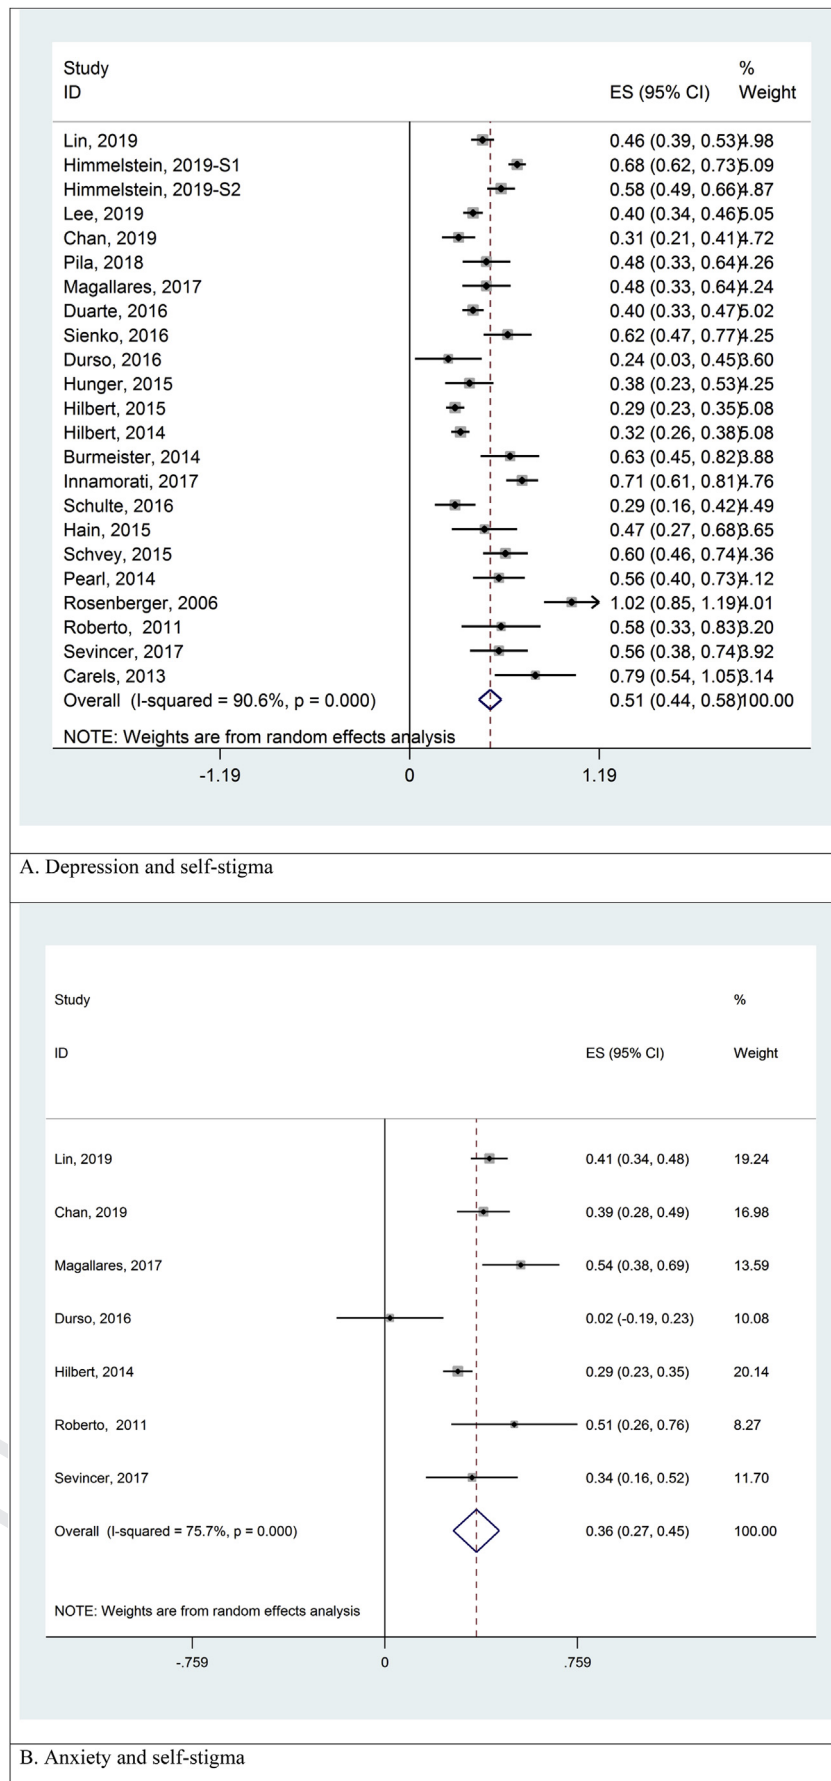 Study %
ID ES (95% CI) Weight
Lin, 2019 0.46 (0.39, 0.53)4.98
Himmelstein, 2019-S1 0.68 (0.62, 0.73)5.09
Himmelstein, 2019-S2 0.58 (0.49, 0.66)4.87
Lee, 2019 0.40 (0.34, 0.46)5.05
Chan, 2019 0.31 (0.21, 0.41)4.72
Pila, 2018 0.48 (0.33, 0.64)4.26
Magallares, 2017 0.48 (0.33, 0.64)4.24
Duarte, 2016 0.40 (0.33, 0.47)5.02
Sienko, 2016 0.62 (0.47, 0.77)4.25
Durso, 2016 0.24 (0.03, 0.45)3.60
Hunger, 2015 0.38 (0.23, 0.53)4.25
Hilbert, 2015 0.29 (0.23, 0.35)5.08
Hilbert, 2014 0.32 (0.26, 0.38)5.08
Burmeister, 2014 0.63 (0.45, 0.82)3.88
Innamorati, 2017 0.71 (0.61, 0.81)4.76
Schulte, 2016 0.29 (0.16, 0.42)4.49
Hain, 2015 0.47 (0.27, 0.68)3.65
Schvey, 2015 0.60 (0.46, 0.74)4.36
Pearl, 2014 0.56 (0.40, 0.73)4.12
Rosenberger, 2006 1.02 (0.85, 1.19)4.01
Roberto, 2011 0.58 (0.33, 0.83)3.20
Sevincer, 2017 0.56 (0.38, 0.74)3.92
Carels, 2013 0.79 (0.54, 1.05)3.14
Overall (I-squared = 90.6%, p = 0.000) 0.51 (0.44, 0.58)100.00
NOTE: Weights are from random effects analysis
-1.19 0 1.19
A. Depression and self-stigma
Study %
ID ES (95% CI) Weight
Lin, 2019 0.41 (0.34, 0.48) 19.24
Chan, 2019 0.39 (0.28, 0.49) 16.98
Magallares, 2017 0.54 (0.38, 0.69) 13.59
Durso, 2016 0.02 (-0.19, 0.23) 10.08
Hilbert, 2014 0.29 (0.23, 0.35) 20.14
Roberto, 2011 0.51 (0.26, 0.76) 8.27
Sevincer, 2017 0.34 (0.16, 0.52) 11.70
Overall (I-squared = 75.7%, p = 0.000) 0.36 (0.27, 0.45) 100.00
NOTE: Weights are from random effects analysis
-.759 0 .759
B. Anxiety and self-stigma